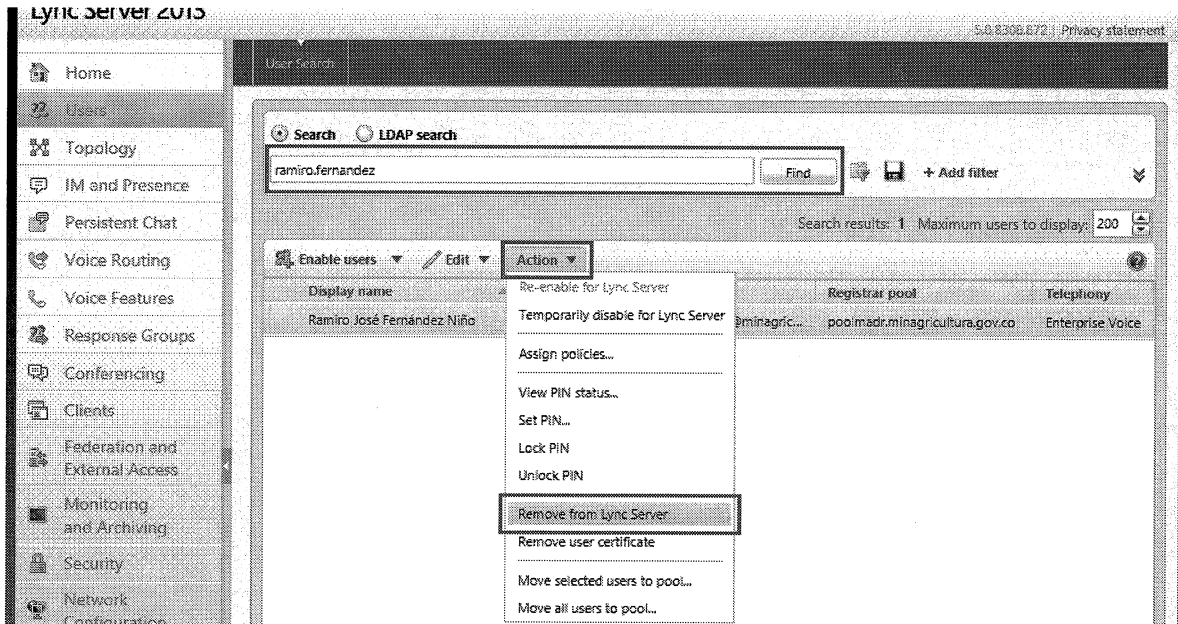 Lync Server 2013
5.0.8308.872 | Privacy statement
Home
Users
Topology
IM and Presence
Persistent Chat
Voice Routing
Voice Features
Response Groups
Conferencing
Clients
Federation and
External Access
Monitoring
and Archiving
Security
Network
Configuration
User Search
Search LDAP search
ramiro.fernandez Find + Add filter
Search results: 1 Maximum users to display: 200
Enable users Edit Action
Display name Registrar pool Telephony
Ramiro José Fernández Niño @minagric... poolmadr.minagricultura.gov.co Enterprise Voice
Re-enable for Lync Server
Temporarily disable for Lync Server
Assign policies...
View PIN status...
Set PIN...
Lock PIN
Unlock PIN
Remove from Lync Server
Remove user certificate
Move selected users to pool...
Move all users to pool...